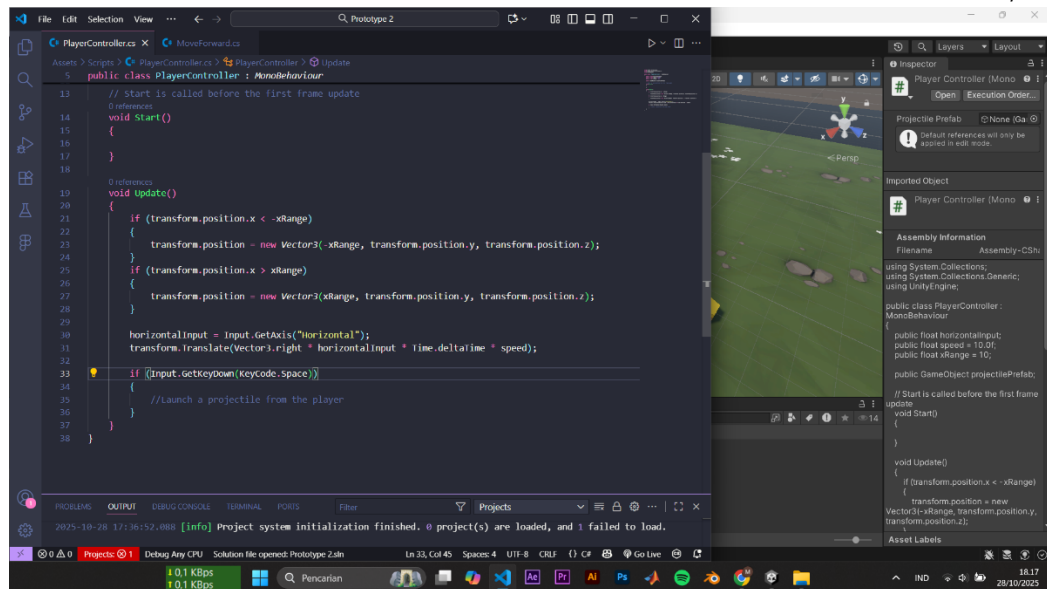 File Edit Selection View ··· ← → Prototype 2
PlayerController.cs × MoveForward.cs
Assets > Scripts > PlayerController.cs > PlayerController > Update
5 public class PlayerController : MonoBehaviour
13 // Start is called before the first frame update
0 references
14 void Start()
15 {
16
17 }
18
0 references
19 void Update()
20 {
21 if (transform.position.x < -xRange)
22 {
23 transform.position = new Vector3(-xRange, transform.position.y, transform.position.z);
24 }
25 if (transform.position.x > xRange)
26 {
27 transform.position = new Vector3(xRange, transform.position.y, transform.position.z);
28 }
29
30 horizontalInput = Input.GetAxis("Horizontal");
31 transform.Translate(Vector3.right * horizontalInput * Time.deltaTime * speed);
32
33 if (Input.GetKeyDown(KeyCode.Space))
34 {
35 //Launch a projectile from the player
36 }
37 }
38 }
PROBLEMS OUTPUT DEBUG CONSOLE TERMINAL PORTS Filter Projects
2025-10-28 17:36:52.088 [info] Project system initialization finished. 0 project(s) are loaded, and 1 failed to load.
0 0 Projects: 1 Debug Any CPU Solution file opened: Prototype 2.sln Ln 33, Col 45 Spaces: 4 UTF-8 CRLF {} C# Go Live
2D
y
x z
Persp
14
Layers Layout
Inspector
Player Controller (Mono
Open Execution Order...
Projectile Prefab None (Ga
Default references will only be
applied in edit mode.
Imported Object
Player Controller (Mono
Assembly Information
Filename Assembly-CSh
using System.Collections;
using System.Collections.Generic;
using UnityEngine;
public class PlayerController :
MonoBehaviour
{
public float horizontalInput;
public float speed = 10.0f;
public float xRange = 10;
public GameObject projectilePrefab;
// Start is called before the first frame
update
void Start()
{
}
void Update()
{
if (transform.position.x < -xRange)
{
transform.position = new
Vector3(-xRange, transform.position.y,
transform.position.z);
}
Asset Labels
↓ 0,1 KBps
↑ 0,1 KBps
Pencarian
Ae Pr Ai Ps
IND
18.17
28/10/2025